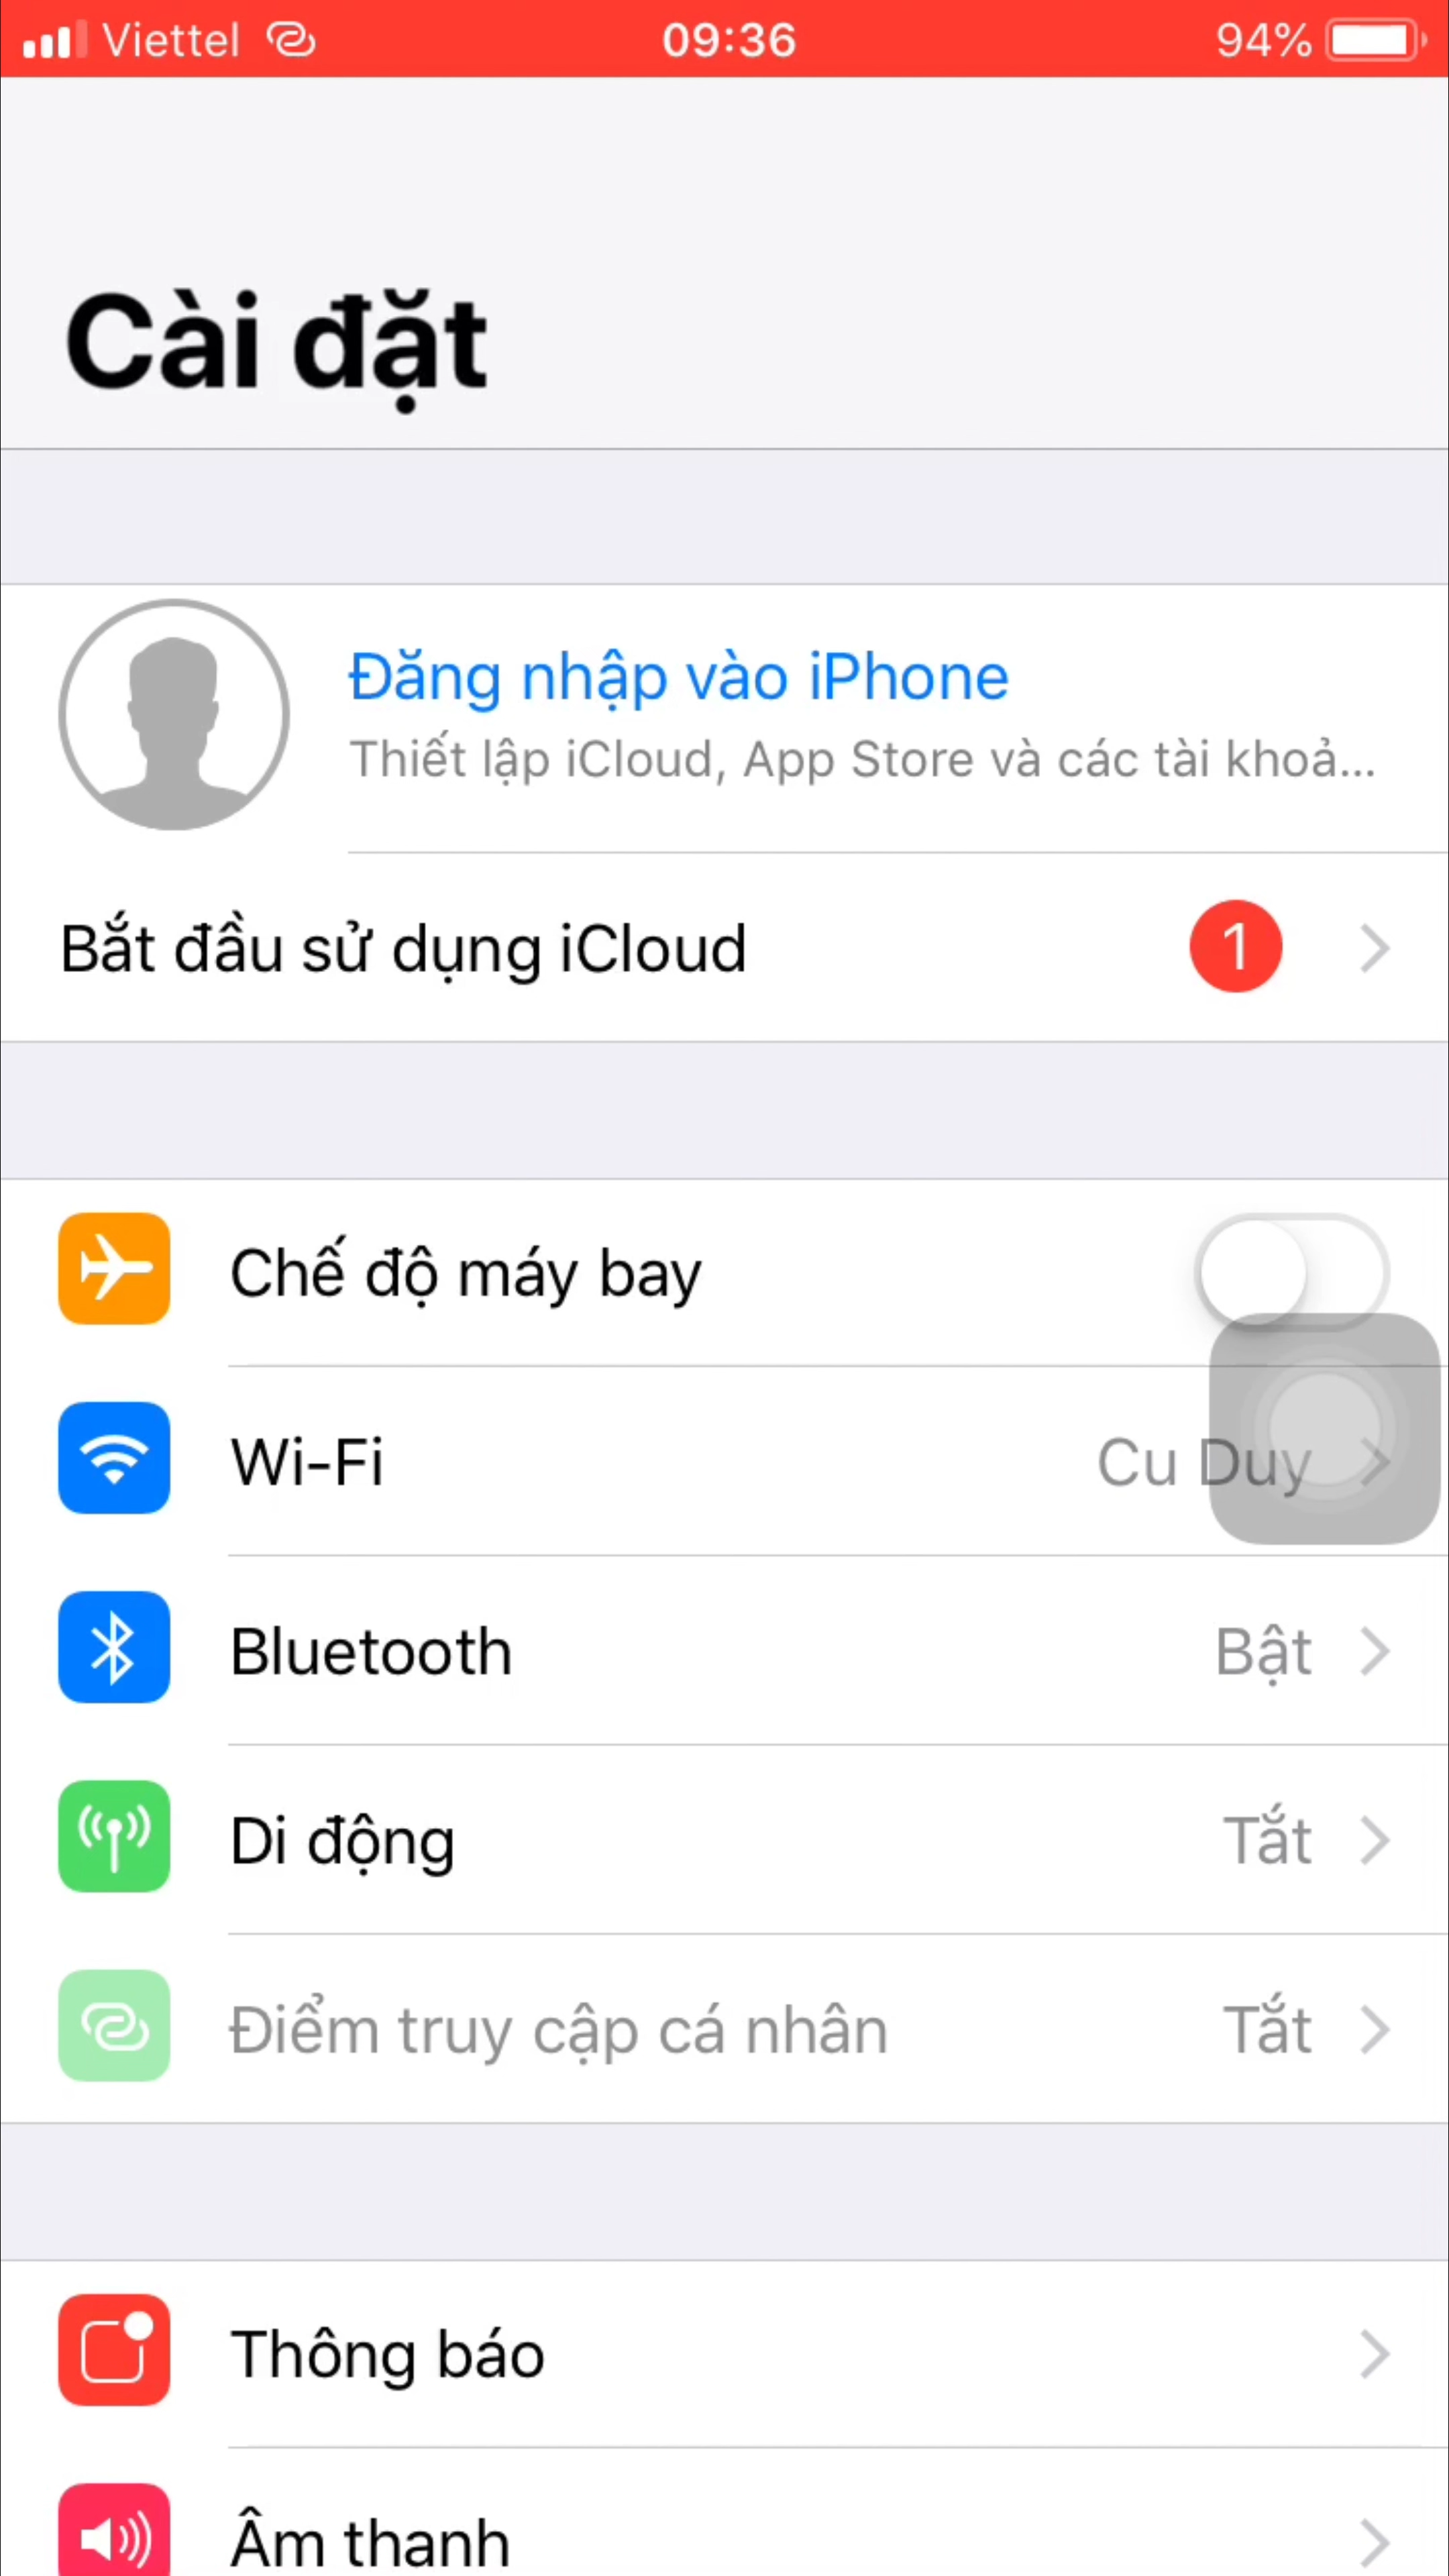 Viettel 09:36 94%
Cài đặt
Đăng nhập vào iPhone
Thiết lập iCloud, App Store và các tài khoả...
Bắt đầu sử dụng iCloud 1
Chế độ máy bay
Wi-Fi Cu Duy
Bluetooth Bật
Di động Tắt
Điểm truy cập cá nhân Tắt
Thông báo
Âm thanh